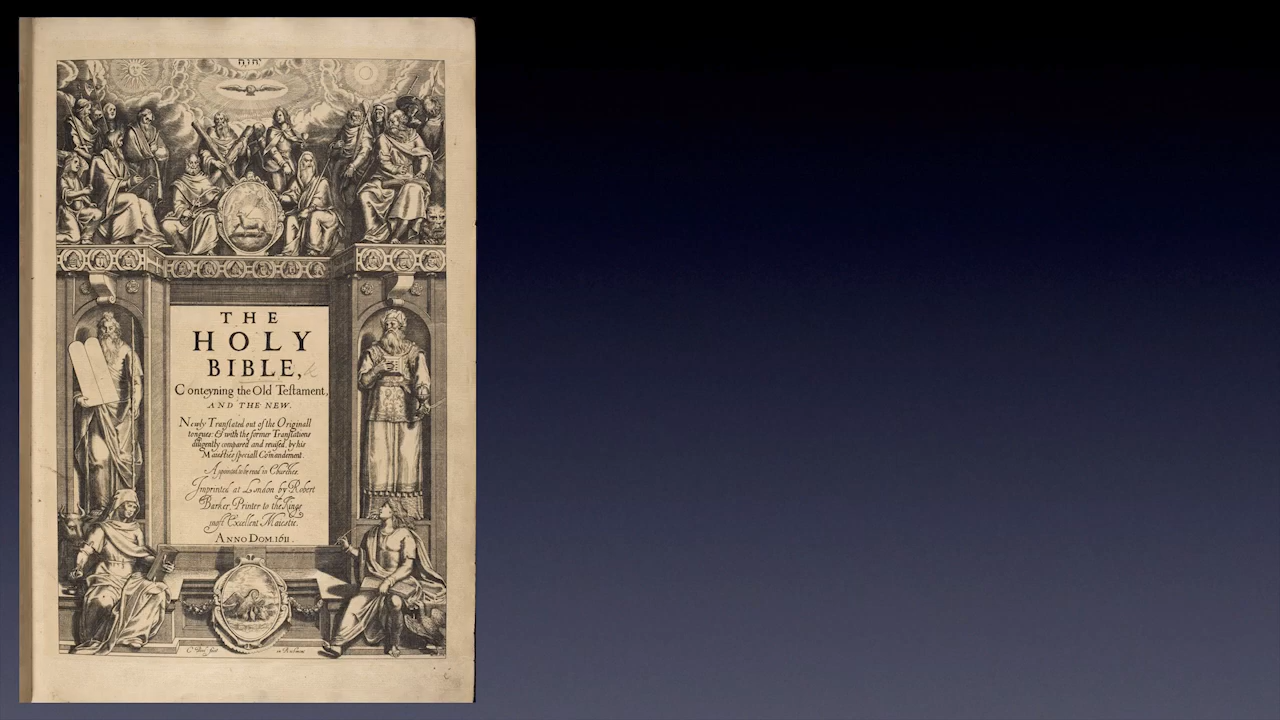 יהוה
THE
HOLY
BIBLE,
Conteyning the Old Teſtament,
AND THE NEW.
Newly Tranſlated out of the Originall
tongues: & with the former Tranſlations
diligently compared and reuiſed, by his
Maieſties ſpeciall Comandement.
Appointed to be read in Churches.
Imprinted at London by Robert
Barker, Printer to the Kings
moſt Excellent Maieſtie.
ANNO DOM. 1611.